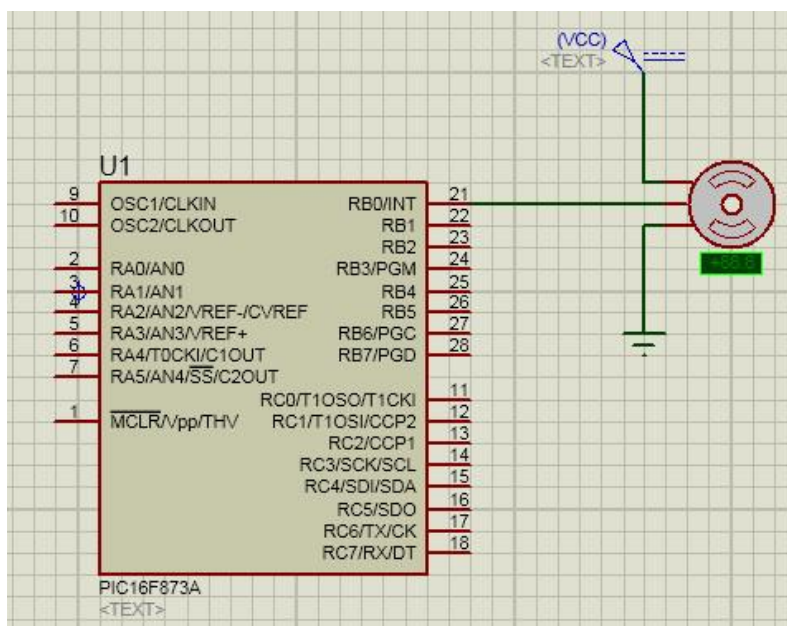 (VCC)
<TEXT>
U1
9 OSC1/CLKIN RB0/INT 21
10 OSC2/CLKOUT RB1 22
RB2 23
2 RA0/AN0 RB3/PGM 24
3 RA1/AN1 RB4 25
4 RA2/AN2/VREF-/CVREF RB5 26
5 RA3/AN3/VREF+ RB6/PGC 27
6 RA4/T0CKI/C1OUT RB7/PGD 28
7 RA5/AN4/SS/C2OUT
RC0/T1OSO/T1CKI 11
1 MCLR/Vpp/THV RC1/T1OSI/CCP2 12
RC2/CCP1 13
RC3/SCK/SCL 14
RC4/SDI/SDA 15
RC5/SDO 16
RC6/TX/CK 17
RC7/RX/DT 18
PIC16F873A
<TEXT>